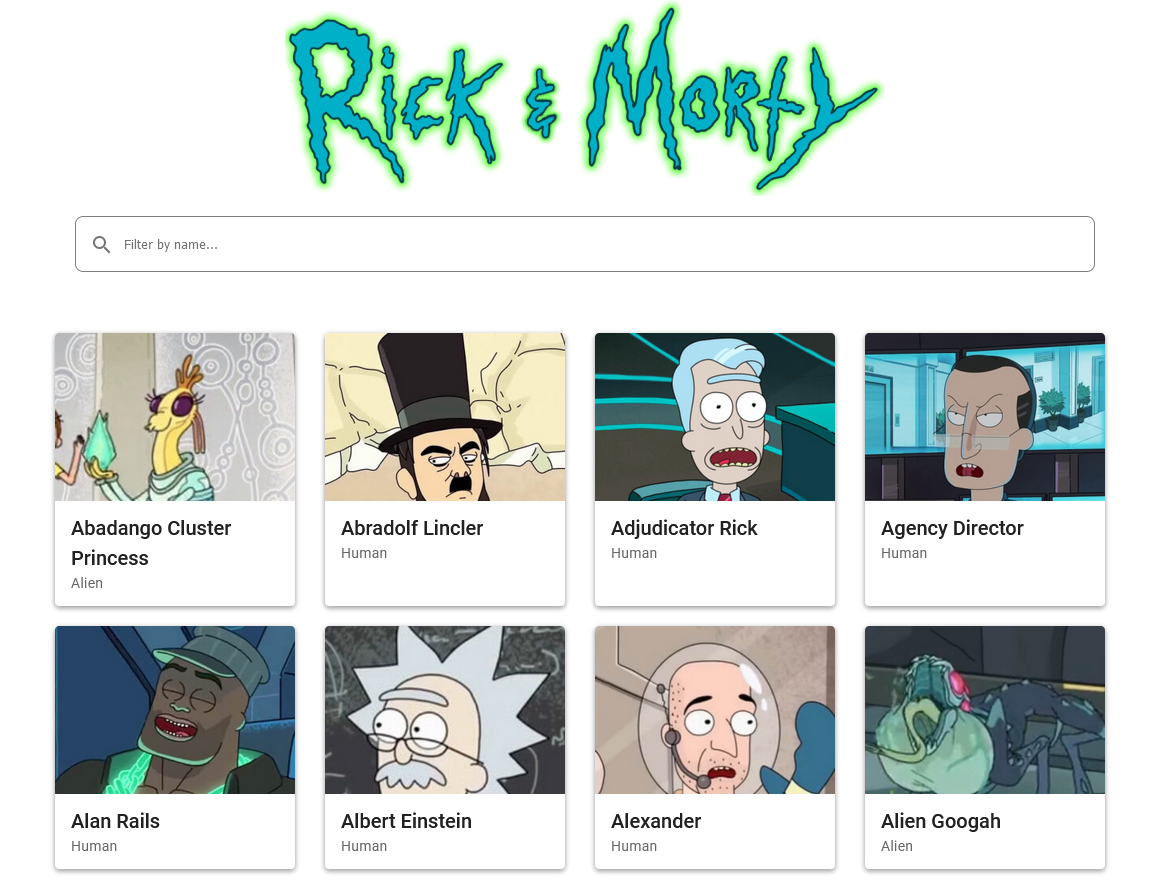 Rick & Morty
Filter by name...
Abadango Cluster
Princess
Alien
Abradolf Lincler
Human
Adjudicator Rick
Human
Agency Director
Human
Alan Rails
Human
Albert Einstein
Human
Alexander
Human
Alien Googah
Alien